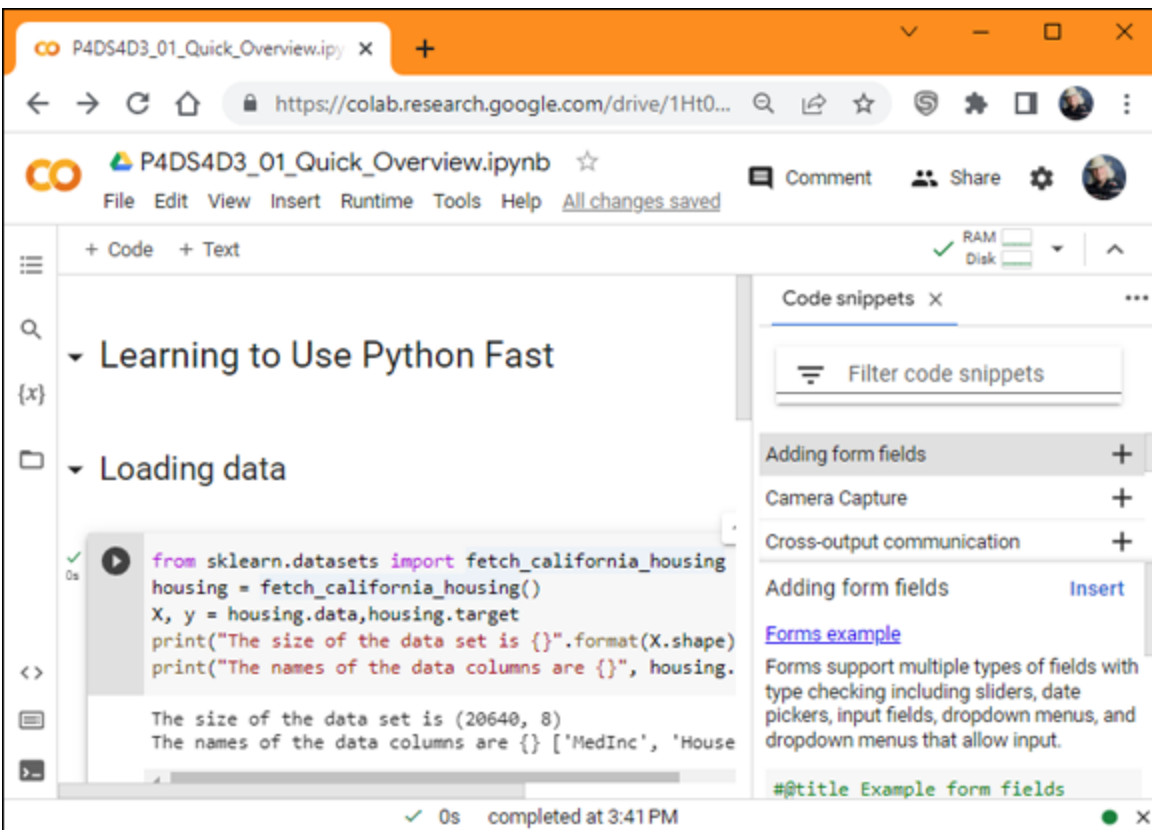 P4DS4D3_01_Quick_Overview.ipy
https://colab.research.google.com/drive/1Ht0...
P4DS4D3_01_Quick_Overview.ipynb
Comment Share
File Edit View Insert Runtime Tools Help All changes saved
+ Code + Text
RAM
Disk
Code snippets
Learning to Use Python Fast
Filter code snippets
{x}
Adding form fields
Loading data
Camera Capture
Cross-output communication
0s
from sklearn.datasets import fetch_california_housing
housing = fetch_california_housing()
X, y = housing.data,housing.target
print("The size of the data set is {}".format(X.shape)
print("The names of the data columns are {}", housing.
The size of the data set is (20640, 8)
The names of the data columns are {} ['MedInc', 'House
Adding form fields Insert
Forms example
Forms support multiple types of fields with
type checking including sliders, date
pickers, input fields, dropdown menus, and
dropdown menus that allow input.
#@title Example form fields
0s completed at 3:41 PM